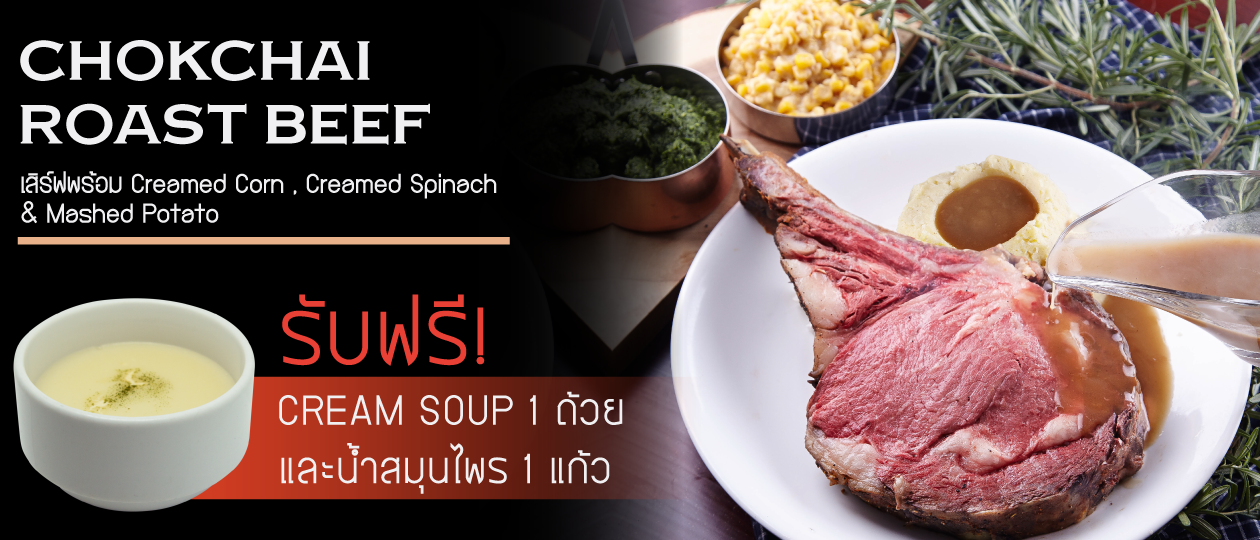 CHOKCHAI
ROAST BEEF
เสิร์ฟพร้อม Creamed Corn , Creamed Spinach
& Mashed Potato
รับฟรี!
CREAM SOUP 1 ถ้วย
และน้ำสมุนไพร 1 แก้ว